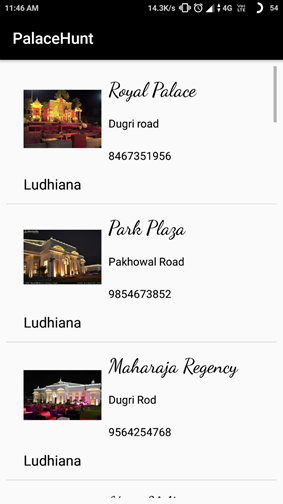 11:46 AM 14.3K/s 4G VoLTE 54
PalaceHunt
Royal Palace
Dugri road
8467351956
Ludhiana
Park Plaza
Pakhowal Road
9854673852
Ludhiana
Maharaja Regency
Dugri Rod
9564254768
Ludhiana